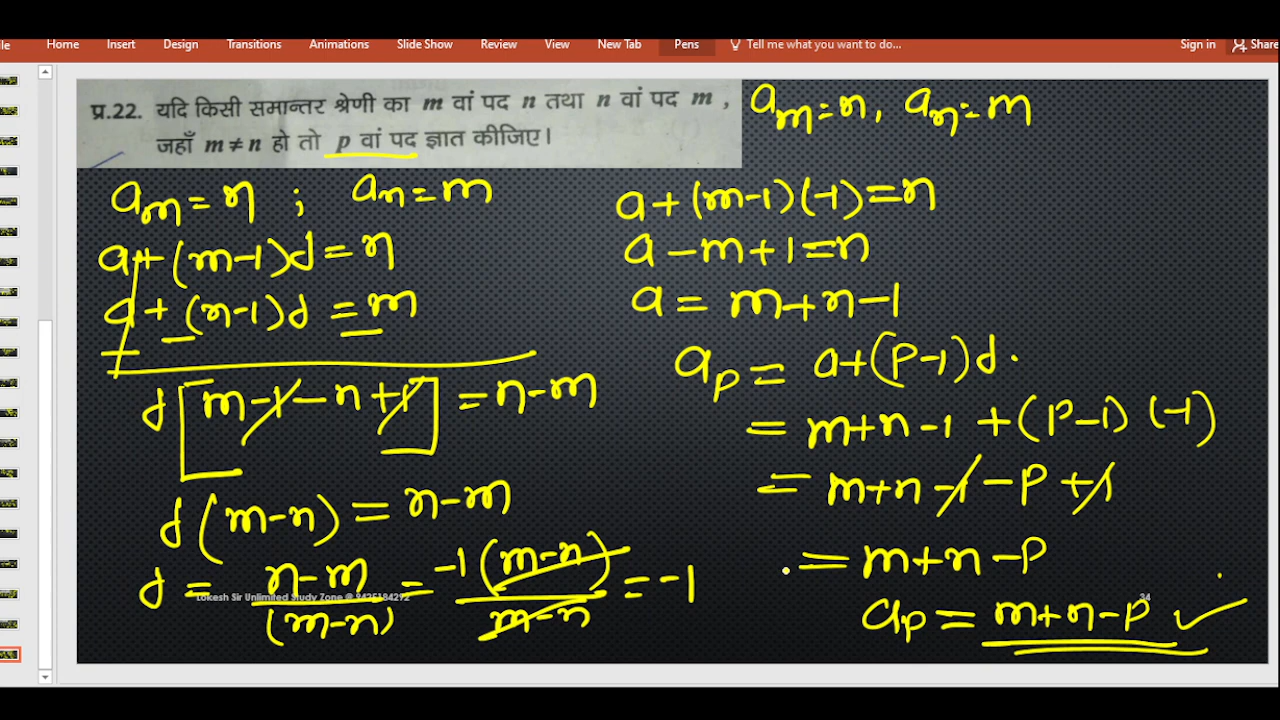 Home Insert Design Transitions Animations Slide Show Review View New Tab Pens Tell me what you want to do... Sign in Share
प्र.22. यदि किसी समान्तर श्रेणी का m वां पद n तथा n वां पद m ,
जहाँ m ≠ n हो तो p वां पद ज्ञात कीजिए।
a_m = n, a_n = m
a_m = n ; a_n = m
a + (m-1)d = n
a + (n-1)d = m
d[m-1-n+1] = n-m
d(m-n) = n-m
d = n-m/(m-n) = -1(m-n)/m-n = -1
a + (m-1)(-1) = n
a - m + 1 = n
a = m+n-1
a_p = a+(p-1)d.
= m+n-1 + (p-1)(-1)
= m+n-1-p+1
= m+n-p
a_p = m+n-p ✓
Lokesh Sir Unlimited Study Zone @ 9425184292
34